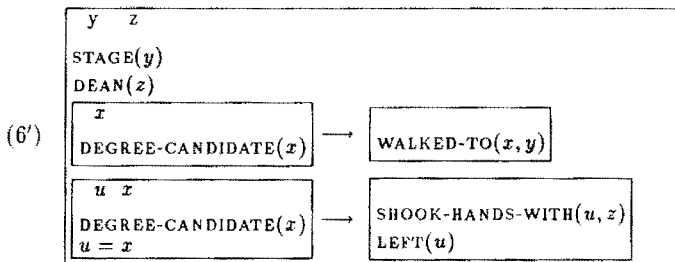 y z
STAGE(y)
DEAN(z)
x
DEGREE-CANDIDATE(x) → WALKED-TO(x, y)
(6′)
u x
DEGREE-CANDIDATE(x) → SHOOK-HANDS-WITH(u, z)
u = x LEFT(u)